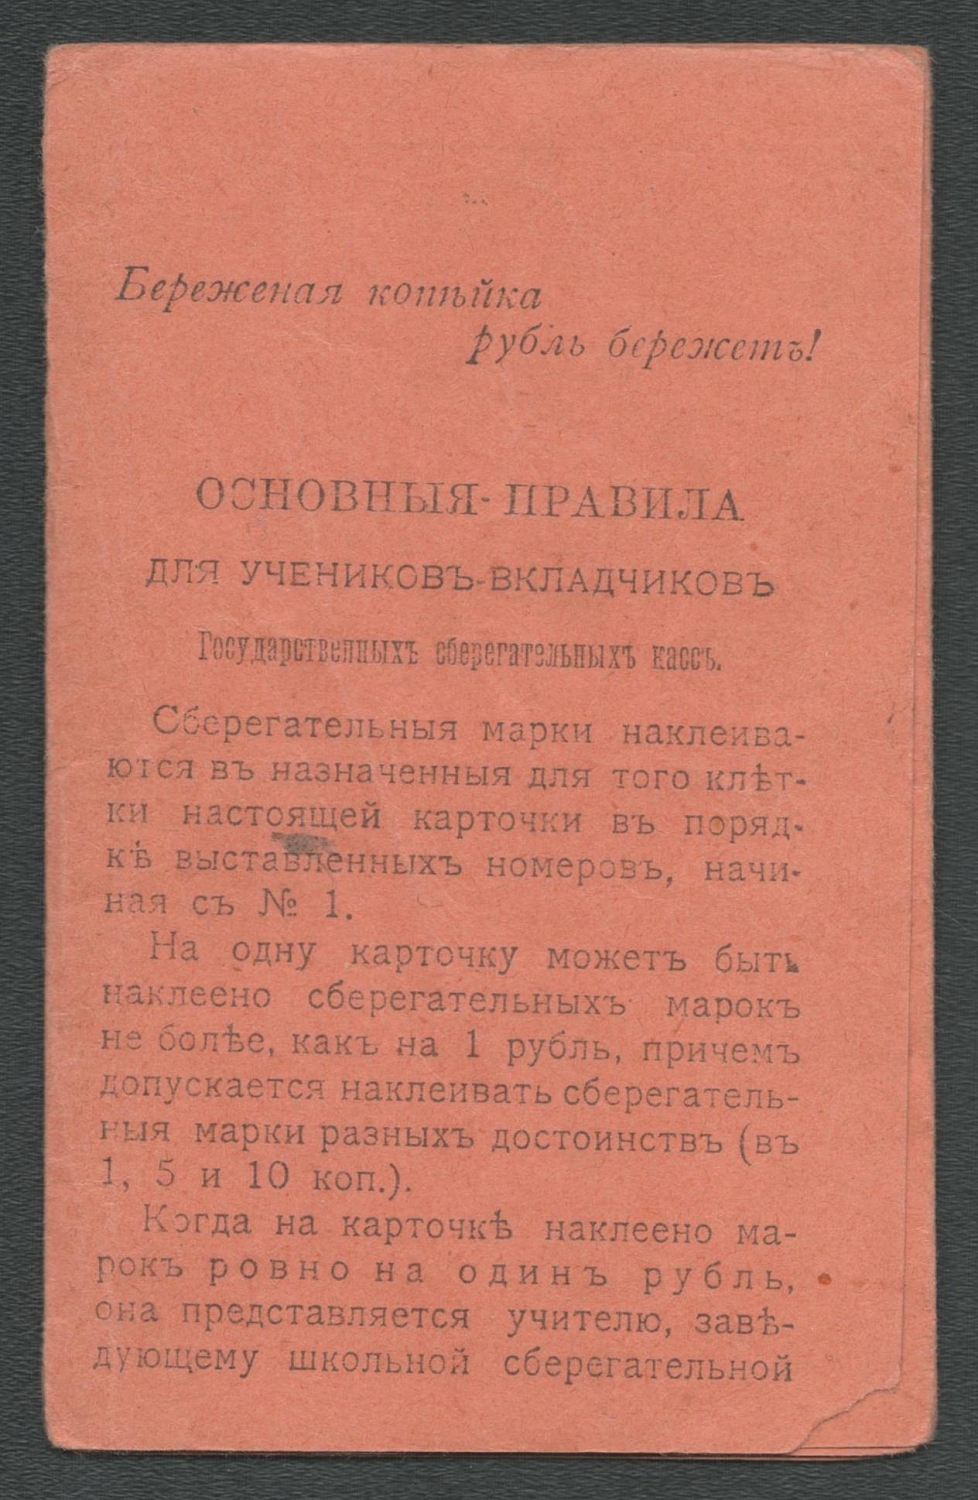 Береженая копѣйка
рубль бережетъ!
ОСНОВНЫЯ-ПРАВИЛА
ДЛЯ УЧЕНИКОВЪ-ВКЛАДЧИКОВЪ
Государственныхъ сберегательныхъ кассъ.
Сберегательныя марки наклеива-
ются въ назначенныя для того клѣт-
ки настоящей карточки въ поряд-
кѣ выставленныхъ номеровъ, начи-
ная съ № 1.
На одну карточку можетъ быть
наклеено сберегательныхъ марокъ
не болѣе, какъ на 1 рубль, причемъ
допускается наклеивать сберегатель-
ныя марки разныхъ достоинствъ (въ
1, 5 и 10 коп.).
Когда на карточкѣ наклеено ма-
рокъ ровно на одинъ рубль,
она представляется учителю, завѣ-
дующему школьной сберегательной